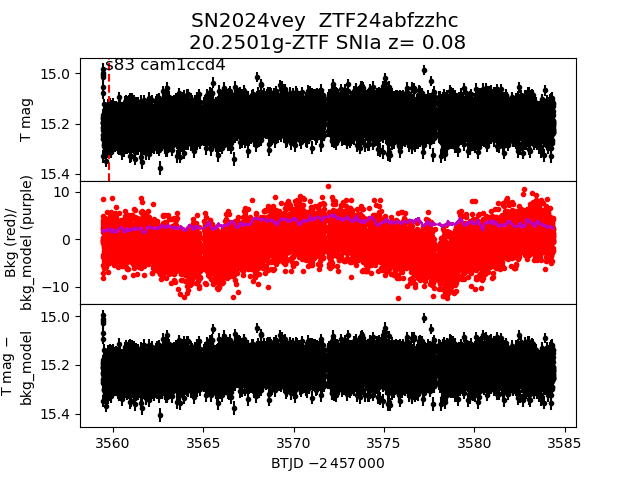 SN2024vey  ZTF24abfzzhc
20.2501g-ZTF SNIa z= 0.08
s83 cam1ccd4
15.0
15.2
15.4
T mag
10
0
−10
Bkg (red)/
bkg_model (purple)
15.0
15.2
15.4
T mag −
bkg_model
3560
3565
3570
3575
3580
3585
BTJD −2 457 000